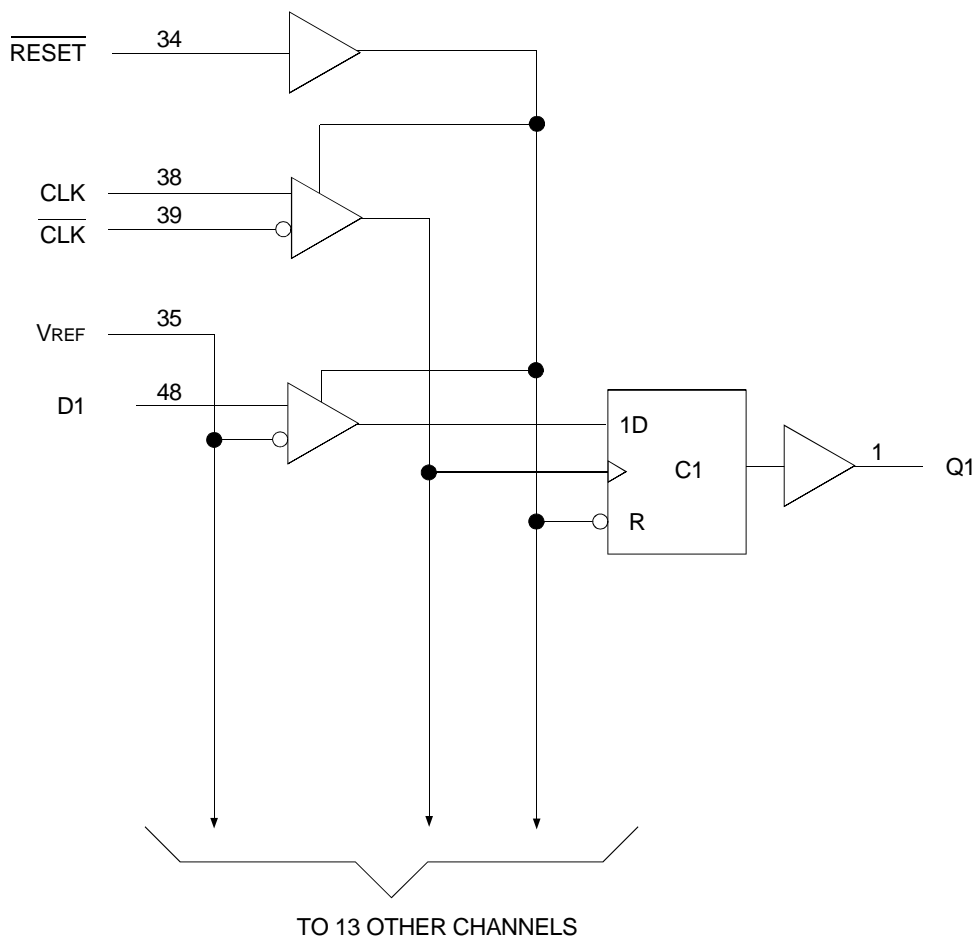 RESET 34
CLK 38
CLK 39
VREF 35
D1 48
1D
C1
R
1
Q1
TO 13 OTHER CHANNELS